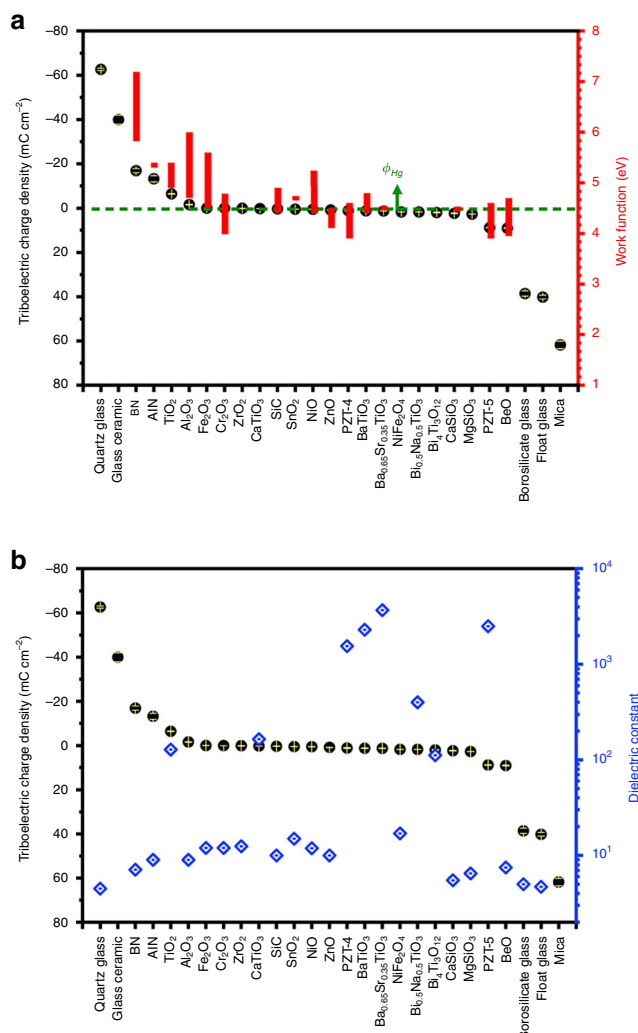 a
Triboelectric charge density (mC cm⁻²)
–80
–60
–40
–20
0
20
40
60
80
ϕHg
8
7
6
5
4
3
2
1
Work function (eV)
Quartz glass
Glass ceramic
BN
AlN
TiO₂
Al₂O₃
Fe₂O₃
Cr₂O₃
ZrO₂
CaTiO₃
SiC
SnO₂
NiO
ZnO
PZT-4
BaTiO₃
Ba₀.₆₅Sr₀.₃₅TiO₃
NiFe₂O₄
Bi₀.₅Na₀.₅TiO₃
Bi₄Ti₃O₁₂
CaSiO₃
MgSiO₃
PZT-5
BeO
Borosilicate glass
Float glass
Mica
b
Triboelectric charge density (mC cm⁻²)
–80
–60
–40
–20
0
20
40
60
80
10⁴
10³
10²
10¹
Dielectric constant
Quartz glass
Glass ceramic
BN
AlN
TiO₂
Al₂O₃
Fe₂O₃
Cr₂O₃
ZrO₂
CaTiO₃
SiC
SnO₂
NiO
ZnO
PZT-4
BaTiO₃
Ba₀.₆₅Sr₀.₃₅TiO₃
NiFe₂O₄
Bi₀.₅Na₀.₅TiO₃
Bi₄Ti₃O₁₂
CaSiO₃
MgSiO₃
PZT-5
BeO
Borosilicate glass
Float glass
Mica